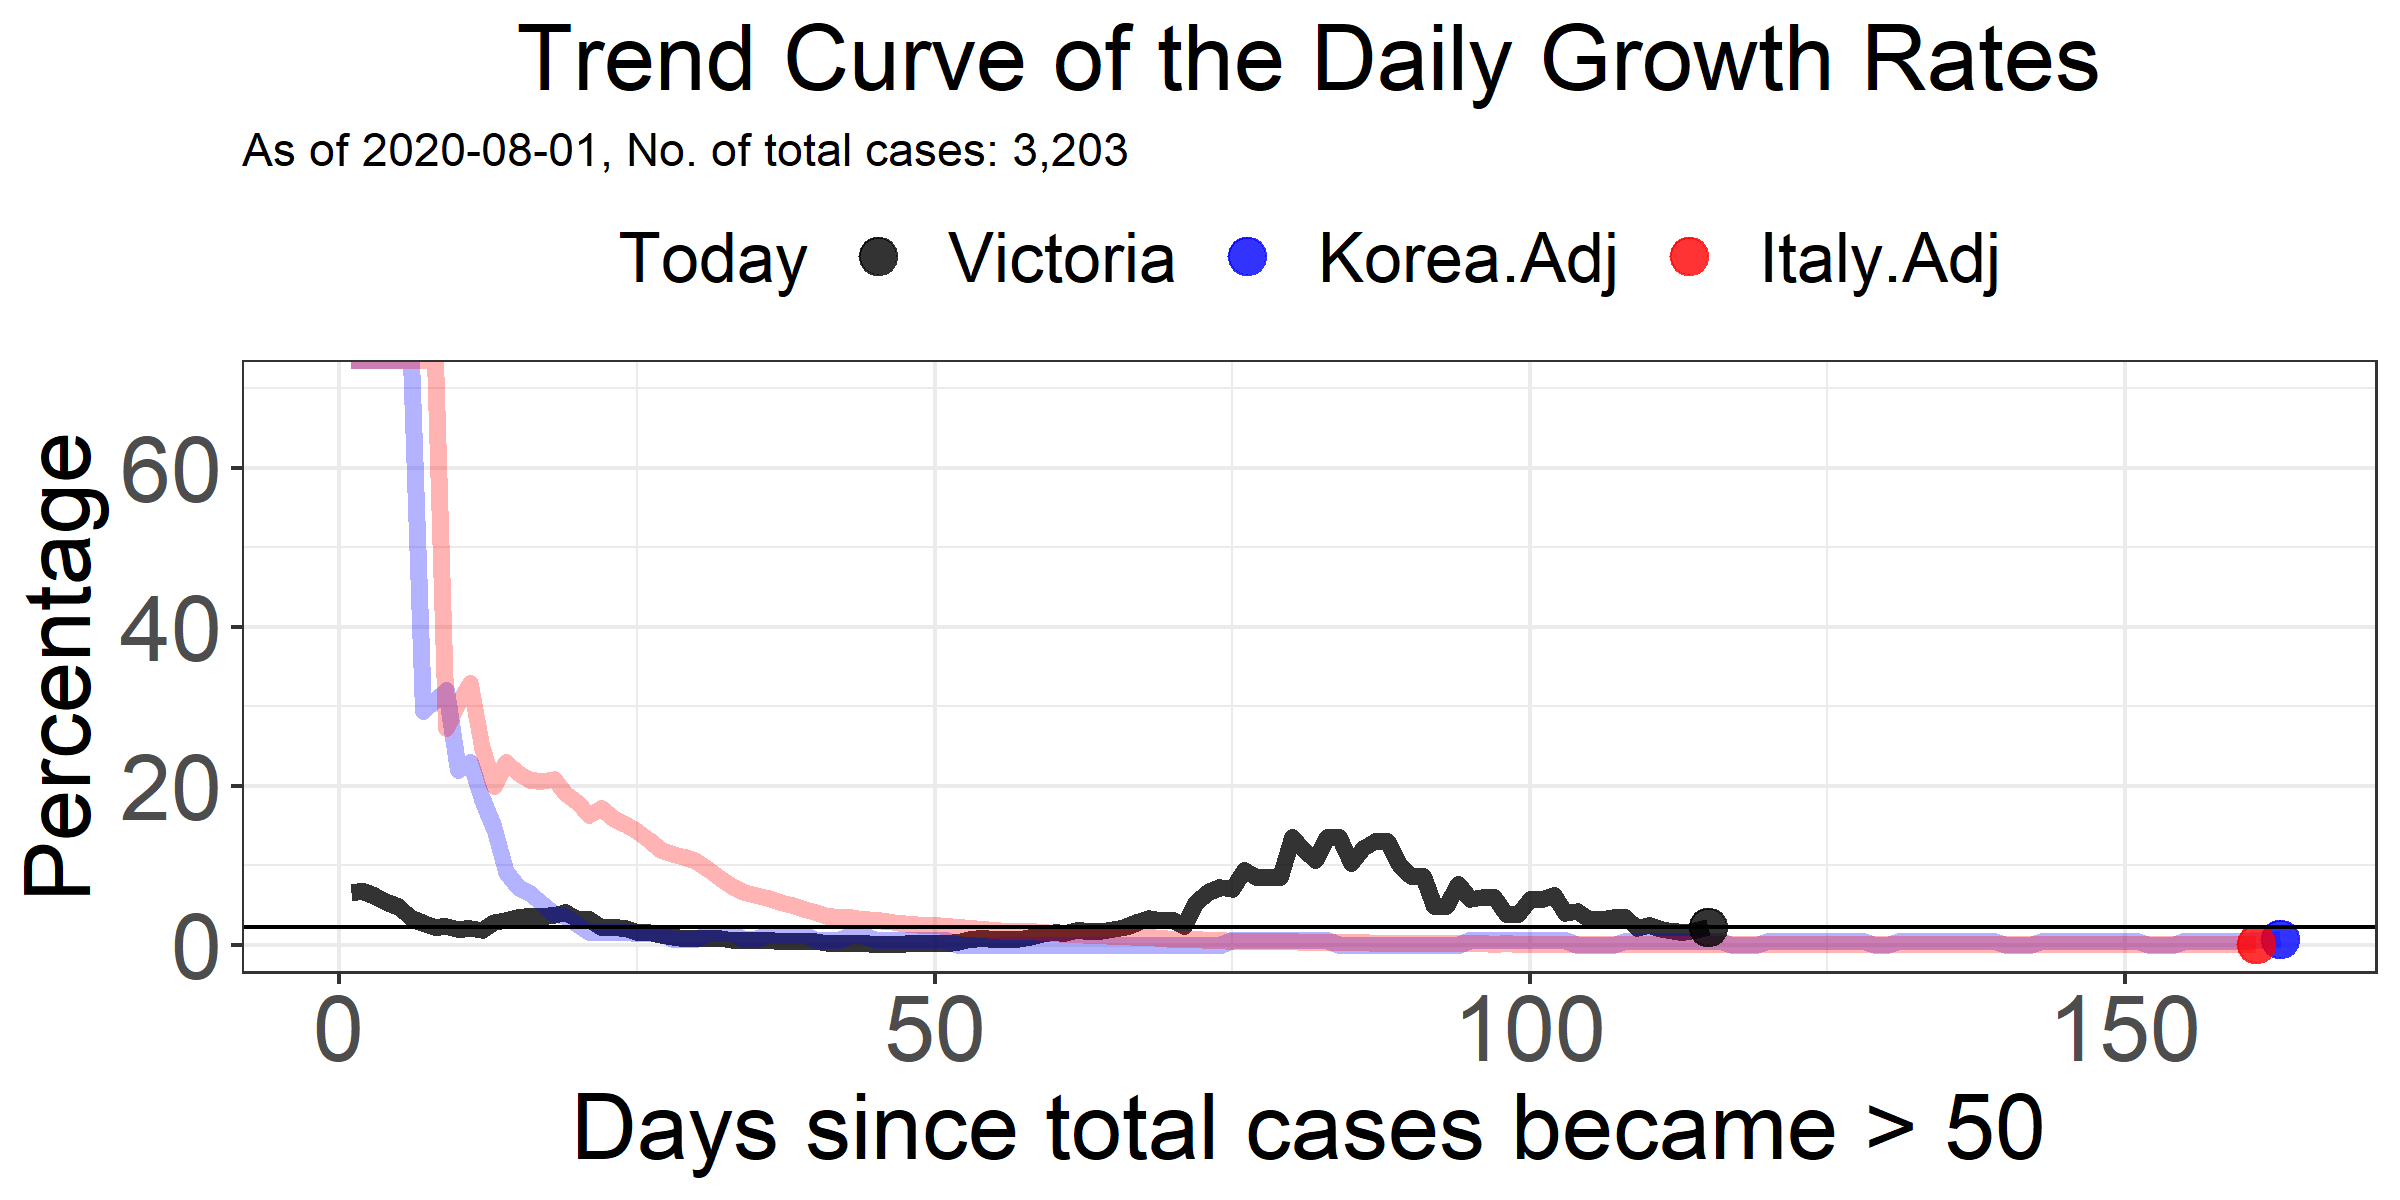 Trend Curve of the Daily Growth Rates
As of 2020-08-01, No. of total cases: 3,203
Today Victoria Korea.Adj Italy.Adj
Percentage
60
40
20
0
0 50 100 150
Days since total cases became > 50